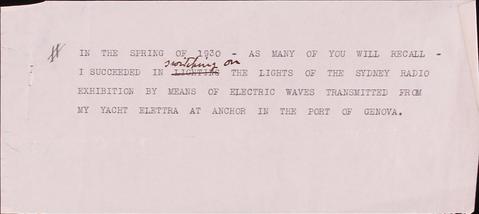 IN THE SPRING OF 1930 - AS MANY OF YOU WILL RECALL -
switching on
I SUCCEEDED IN LIGHTING THE LIGHTS OF THE SYDNEY RADIO
EXHIBITION BY MEANS OF ELECTRIC WAVES TRANSMITTED FROM
MY YACHT ELETTRA AT ANCHOR IN THE PORT OF GENOVA.